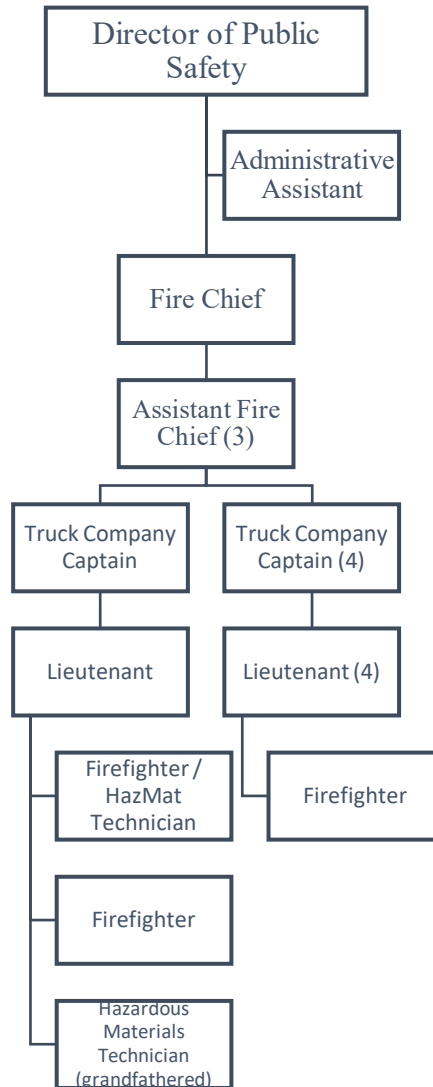 Director of Public
Safety
Administrative
Assistant
Fire Chief
Assistant Fire
Chief (3)
Truck Company
Captain
Truck Company
Captain (4)
Lieutenant
Lieutenant (4)
Firefighter /
HazMat
Technician
Firefighter
Firefighter
Hazardous
Materials
Technician
(grandfathered)